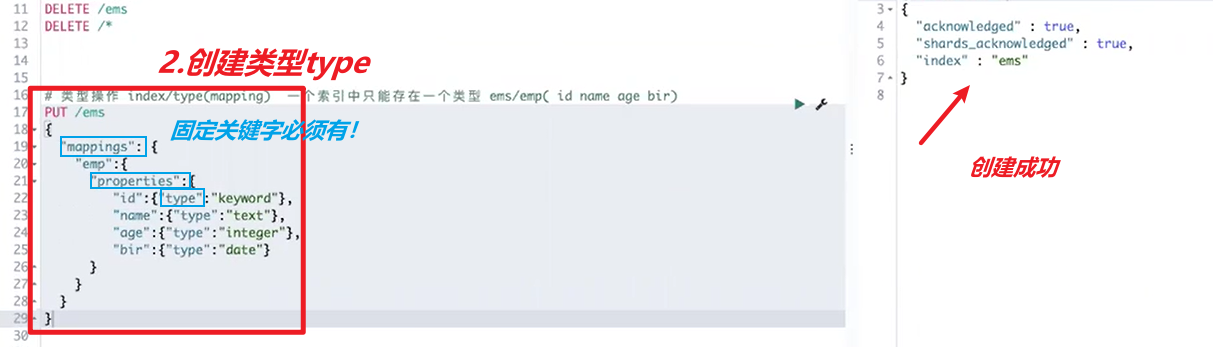 11 DELETE /ems
12 DELETE /*
13
14
15
2.创建类型type
16 # 类型操作 index/type(mapping) 一个索引中只能存在一个类型 ems/emp( id name age bir)
17 PUT /ems
18 {
固定关键字必须有！
19 "mappings": {
20 "emp":{
21 "properties":{
22 "id":{"type":"keyword"},
23 "name":{"type":"text"},
24 "age":{"type":"integer"},
25 "bir":{"type":"date"}
26 }
27 }
28 }
29 }
30
3 {
4 "acknowledged" : true,
5 "shards_acknowledged" : true,
6 "index" : "ems"
7 }
8
创建成功